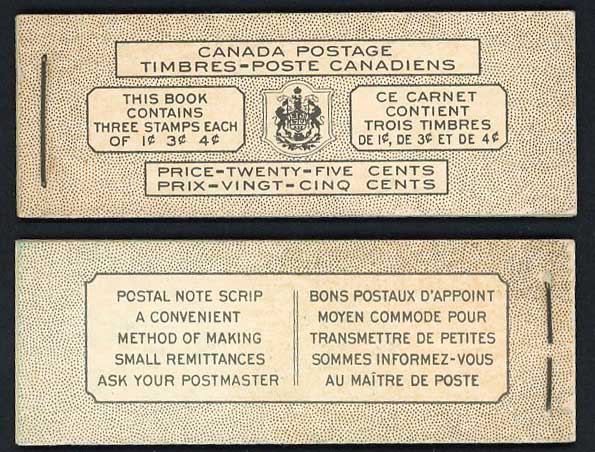 CANADA POSTAGE
TIMBRES-POSTE CANADIENS
THIS BOOK
CONTAINS
THREE STAMPS EACH
OF 1¢ 3¢ 4¢
CE CARNET
CONTIENT
TROIS TIMBRES
DE 1¢, DE 3¢ ET DE 4¢
PRICE-TWENTY-FIVE CENTS
PRIX-VINGT-CINQ CENTS
POSTAL NOTE SCRIP
A CONVENIENT
METHOD OF MAKING
SMALL REMITTANCES
ASK YOUR POSTMASTER
BONS POSTAUX D'APPOINT
MOYEN COMMODE POUR
TRANSMETTRE DE PETITES
SOMMES INFORMEZ-VOUS
AU MAÎTRE DE POSTE